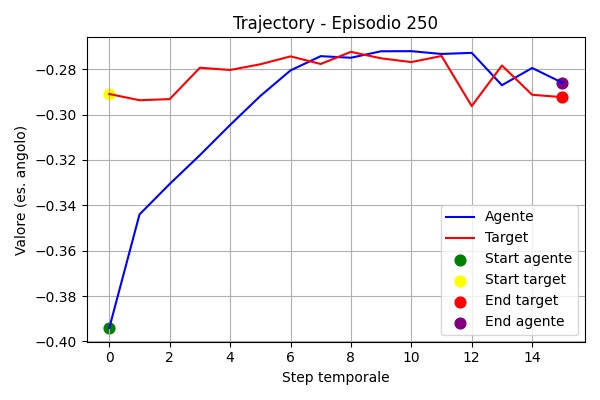 Trajectory - Episodio 250
Valore (es. angolo)
−0.28
−0.30
−0.32
−0.34
−0.36
−0.38
−0.40
0
2
4
6
8
10
12
14
Step temporale
Agente
Target
Start agente
Start target
End target
End agente